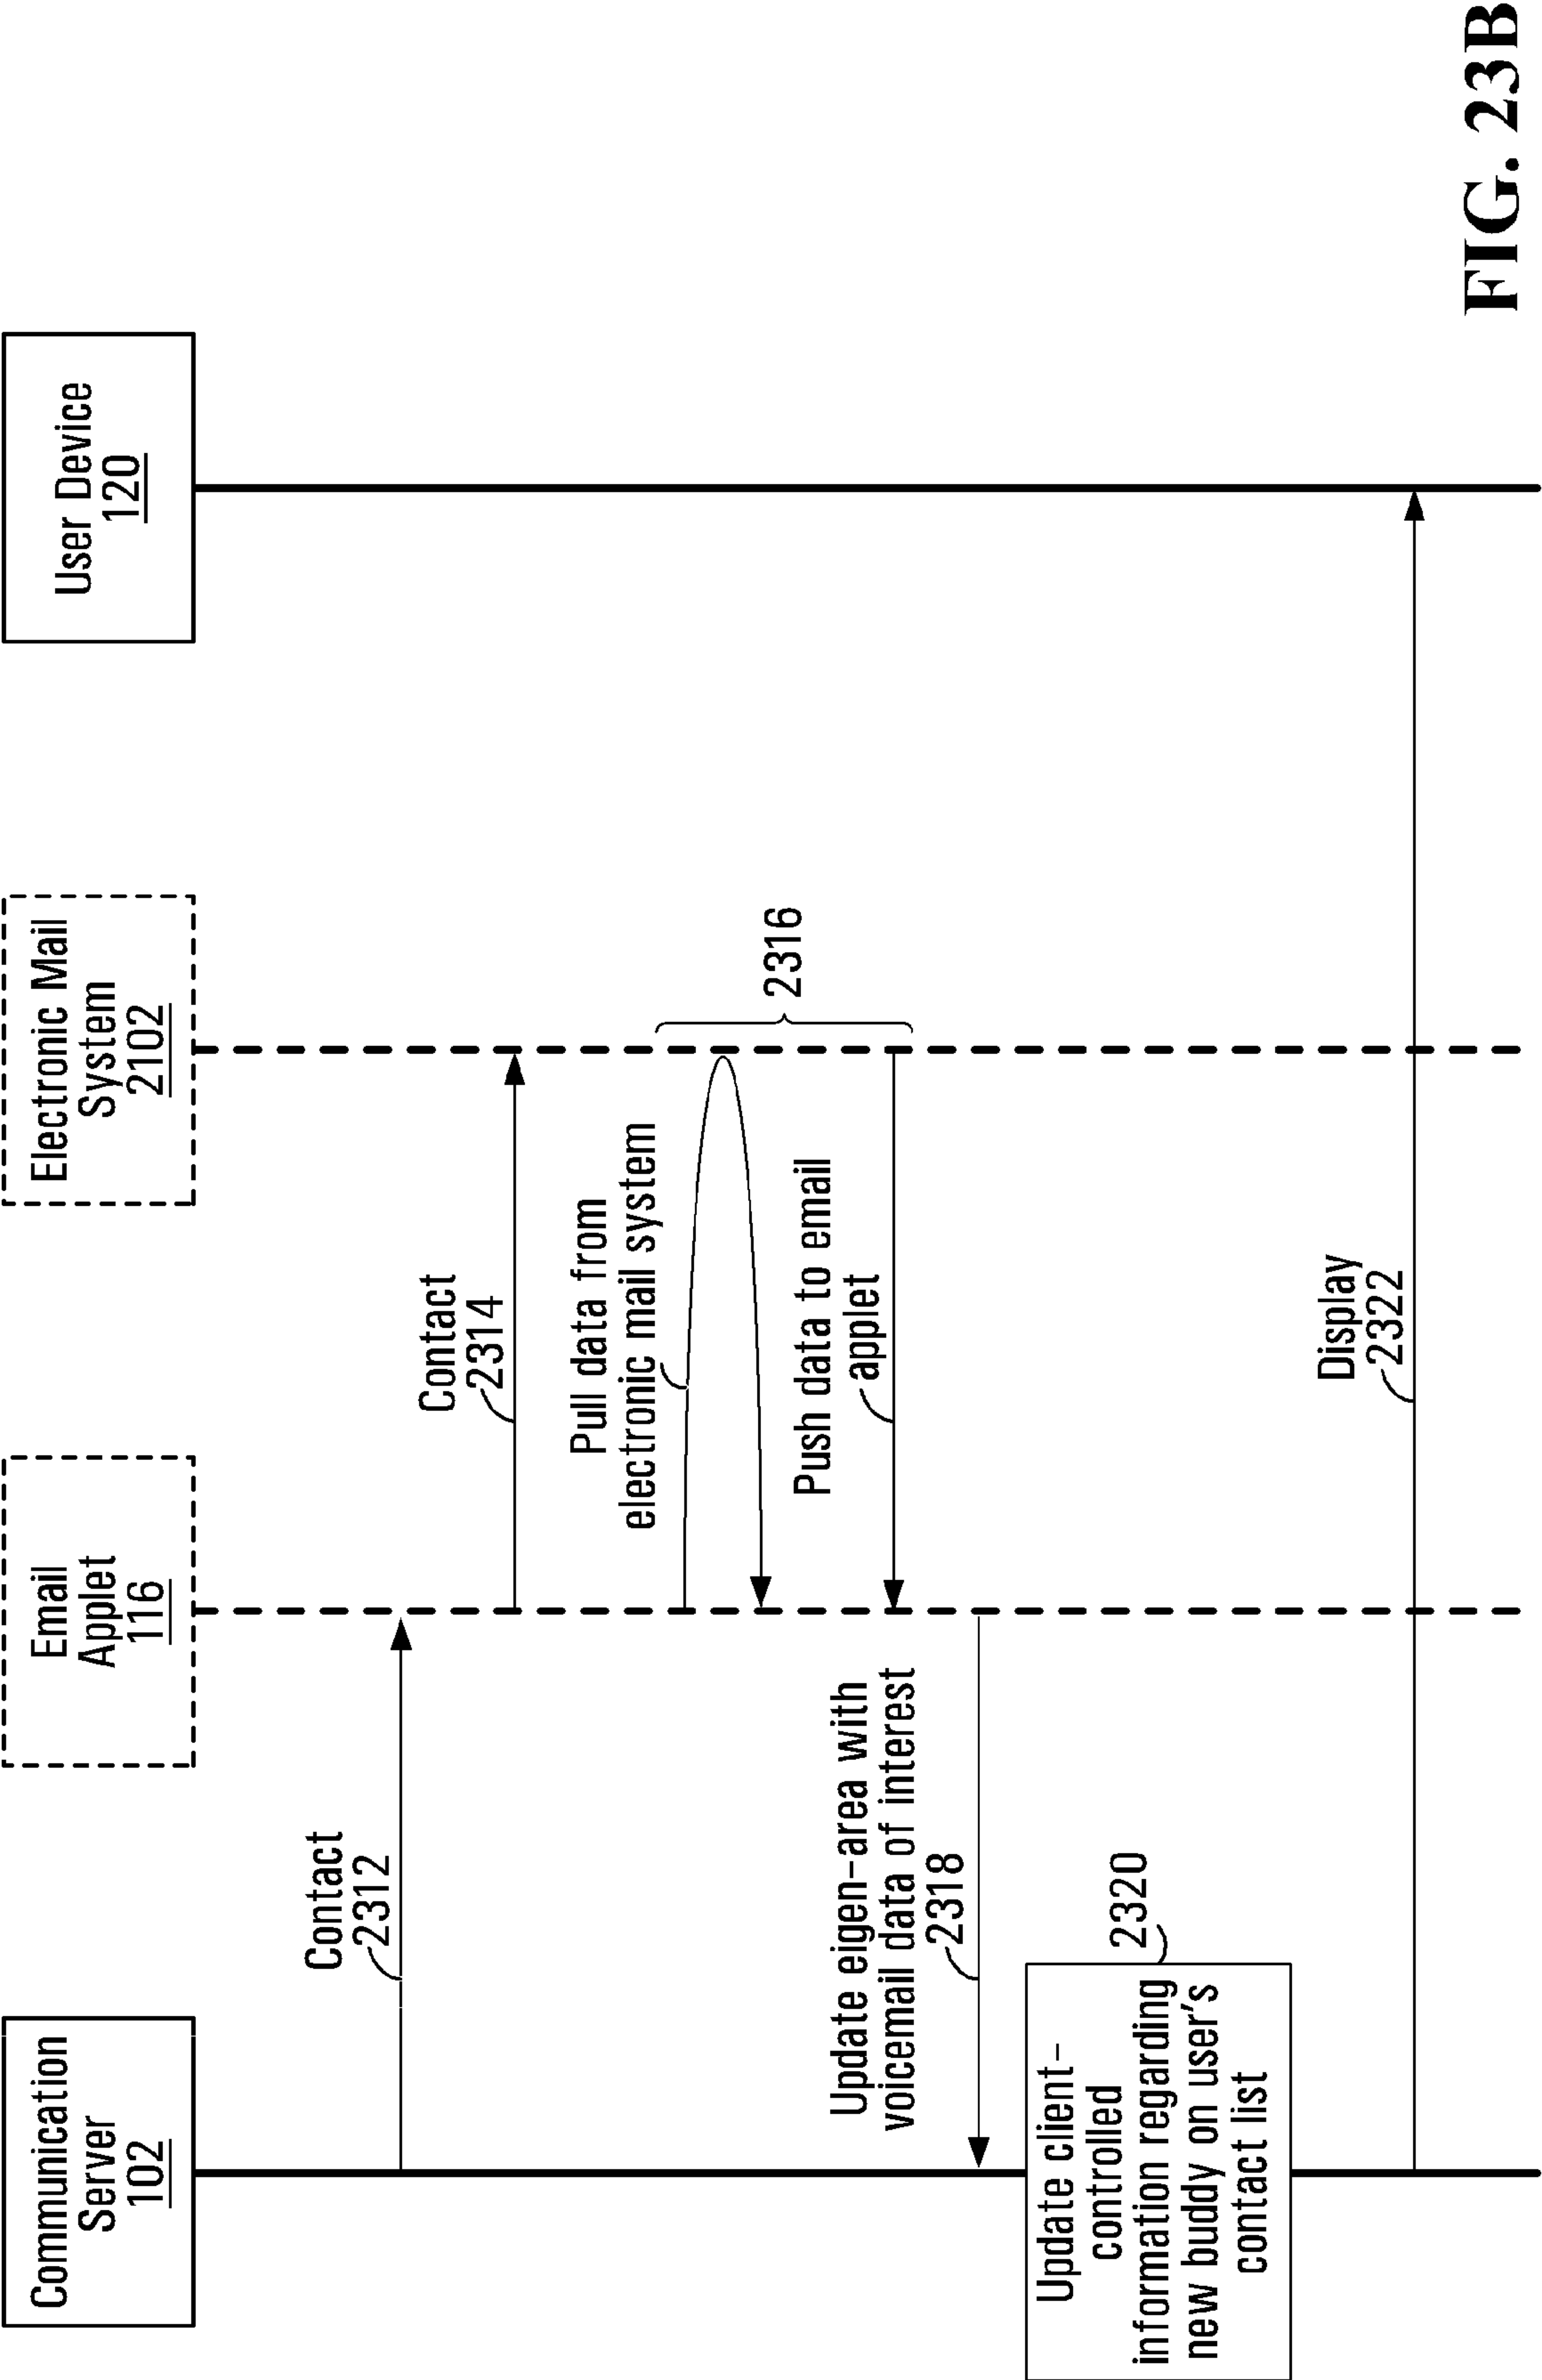 Communication
Server
102
Email
Applet
116
Electronic Mail
System
2102
User Device
120
Contact
2312
Contact
2314
Pull data from
electronic mail system
2316
Push data to email
applet
Update eigen-area with
voicemail data of interest
2318
Update client-
controlled
information regarding
new buddy on user's
contact list
2320
Display
2322
FIG. 23B